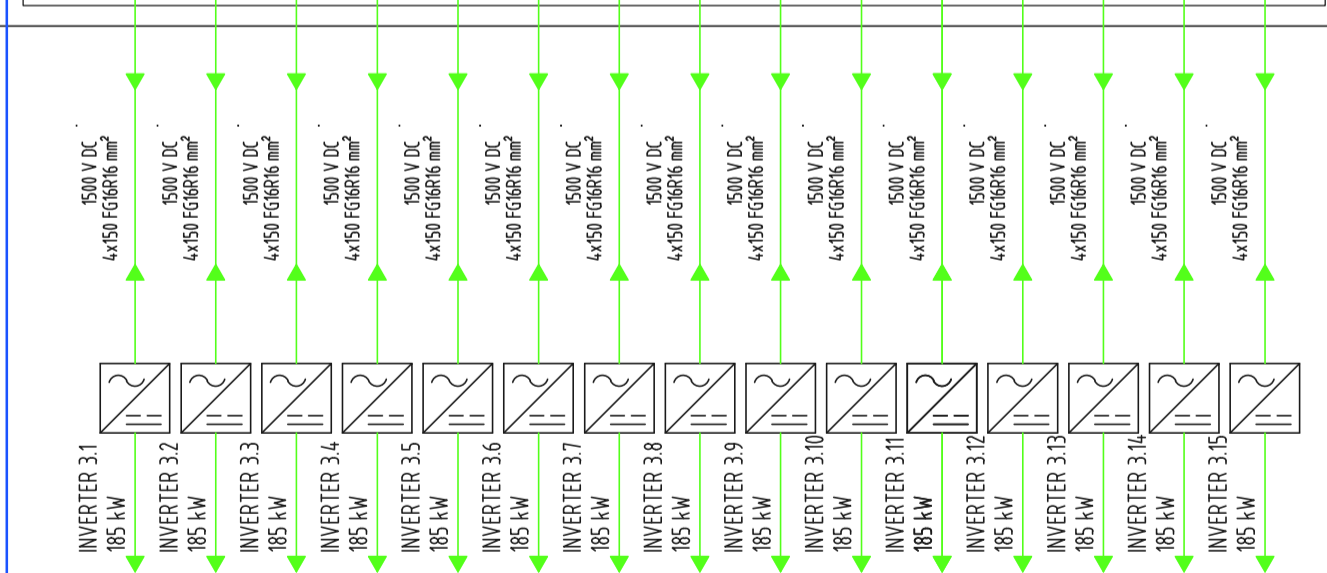 1500 V DC
4x150 FG16R16 mm²
1500 V DC
4x150 FG16R16 mm²
1500 V DC
4x150 FG16R16 mm²
1500 V DC
4x150 FG16R16 mm²
1500 V DC
4x150 FG16R16 mm²
1500 V DC
4x150 FG16R16 mm²
1500 V DC
4x150 FG16R16 mm²
1500 V DC
4x150 FG16R16 mm²
1500 V DC
4x150 FG16R16 mm²
1500 V DC
4x150 FG16R16 mm²
1500 V DC
4x150 FG16R16 mm²
1500 V DC
4x150 FG16R16 mm²
1500 V DC
4x150 FG16R16 mm²
1500 V DC
4x150 FG16R16 mm²
1500 V DC
4x150 FG16R16 mm²
INVERTER 3.1
185 kW
INVERTER 3.2
185 kW
INVERTER 3.3
185 kW
INVERTER 3.4
185 kW
INVERTER 3.5
185 kW
INVERTER 3.6
185 kW
INVERTER 3.7
185 kW
INVERTER 3.8
185 kW
INVERTER 3.9
185 kW
INVERTER 3.10
185 kW
INVERTER 3.11
185 kW
INVERTER 3.12
185 kW
INVERTER 3.13
185 kW
INVERTER 3.14
185 kW
INVERTER 3.15
185 kW